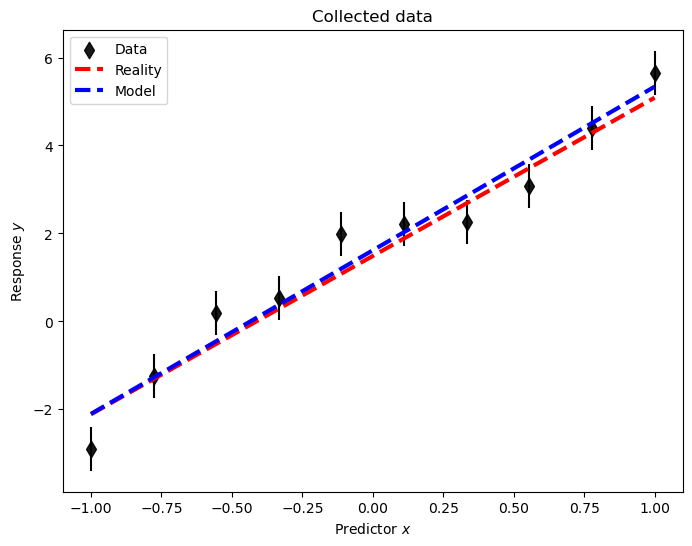 Collected data
Data
Reality
Model
6
4
2
0
−2
Response y
−1.00 −0.75 −0.50 −0.25 0.00 0.25 0.50 0.75 1.00
Predictor x